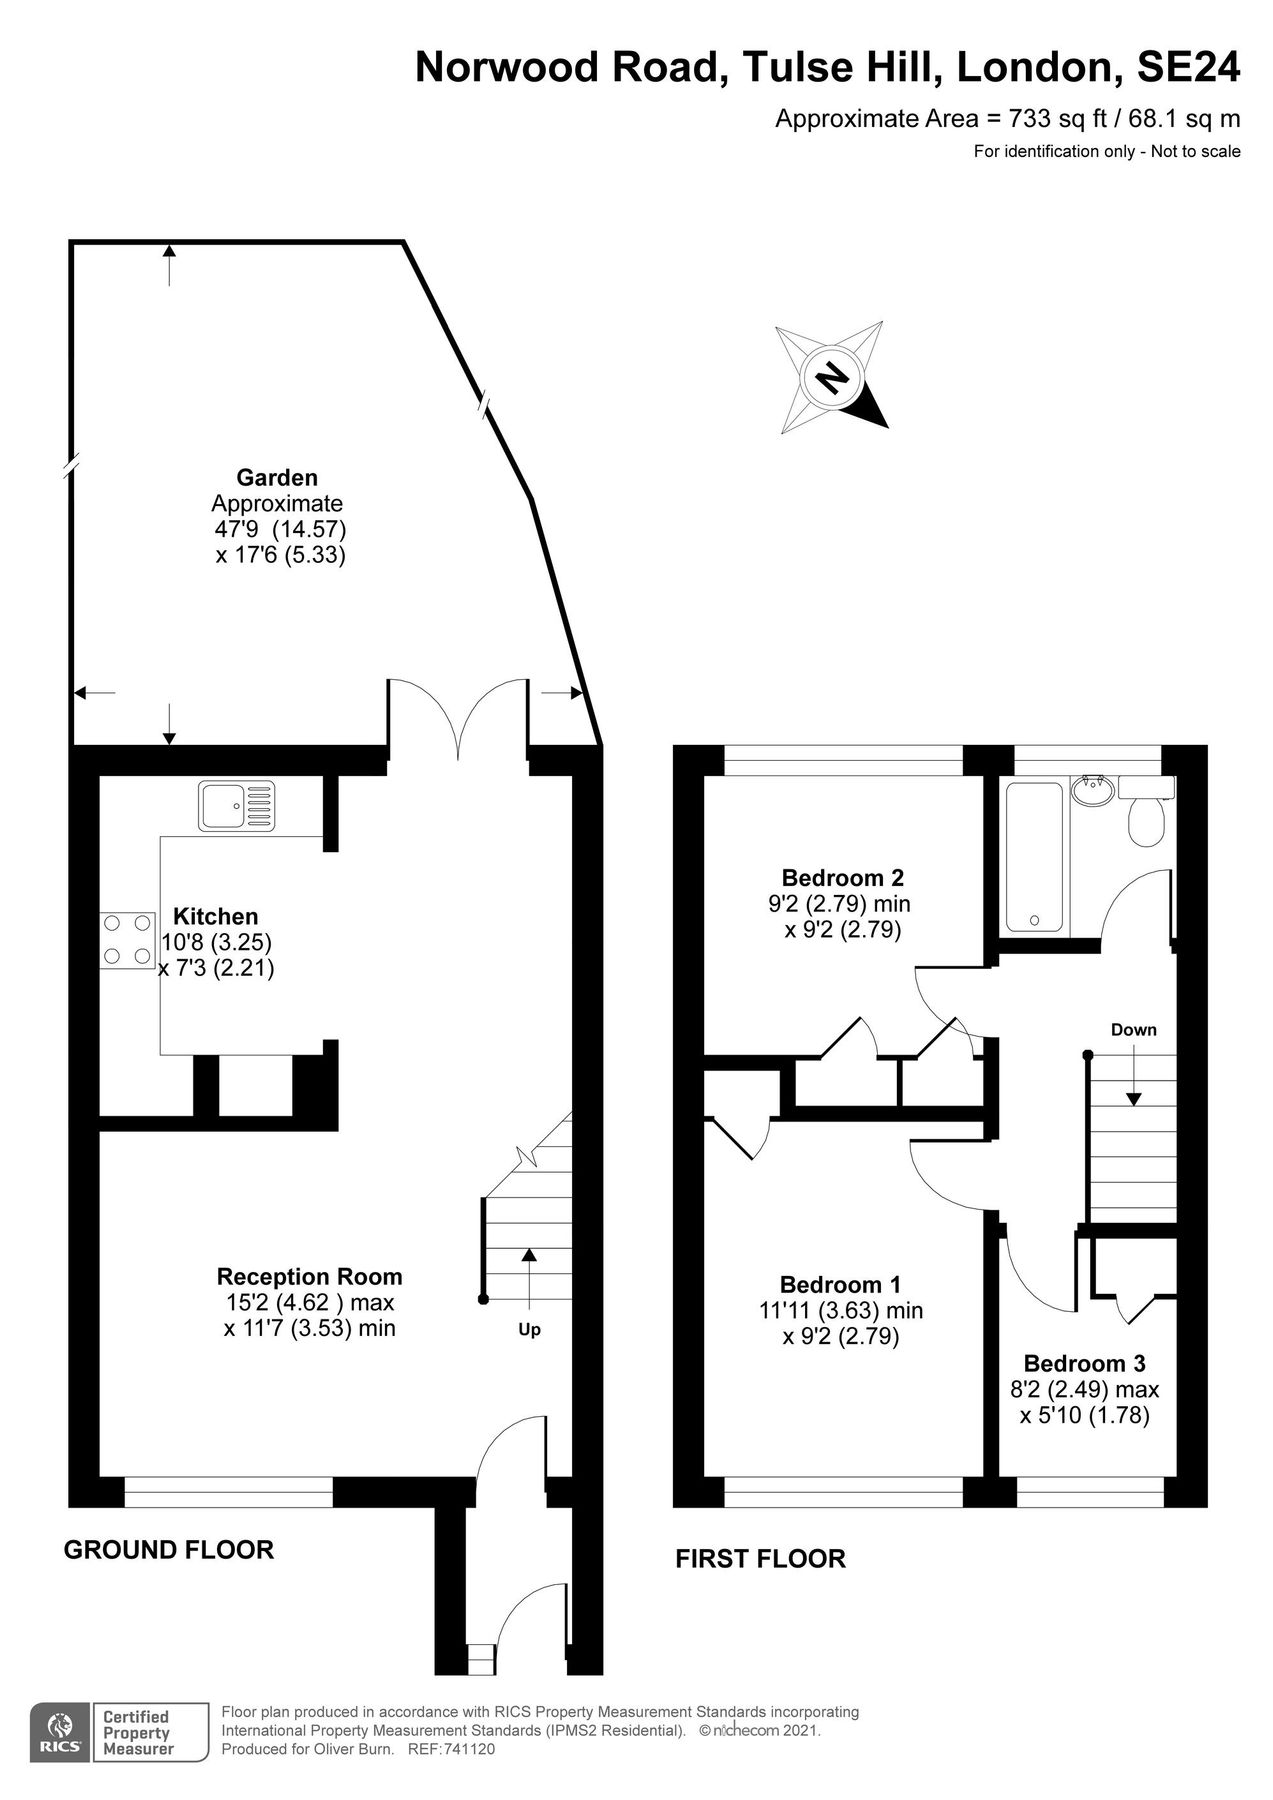 Norwood Road, Tulse Hill, London, SE24
Approximate Area = 733 sq ft / 68.1 sq m
For identification only - Not to scale
N
Garden
Approximate
47'9 (14.57)
x 17'6 (5.33)
Kitchen
10'8 (3.25)
x 7'3 (2.21)
Reception Room
15'2 (4.62 ) max
x 11'7 (3.53) min
Up
GROUND FLOOR
Bedroom 2
9'2 (2.79) min
x 9'2 (2.79)
Down
Bedroom 1
11'11 (3.63) min
x 9'2 (2.79)
Bedroom 3
8'2 (2.49) max
x 5'10 (1.78)
FIRST FLOOR
RICS
Certified
Property
Measurer
Floor plan produced in accordance with RICS Property Measurement Standards incorporating
International Property Measurement Standards (IPMS2 Residential). © nichecom 2021.
Produced for Oliver Burn. REF:741120